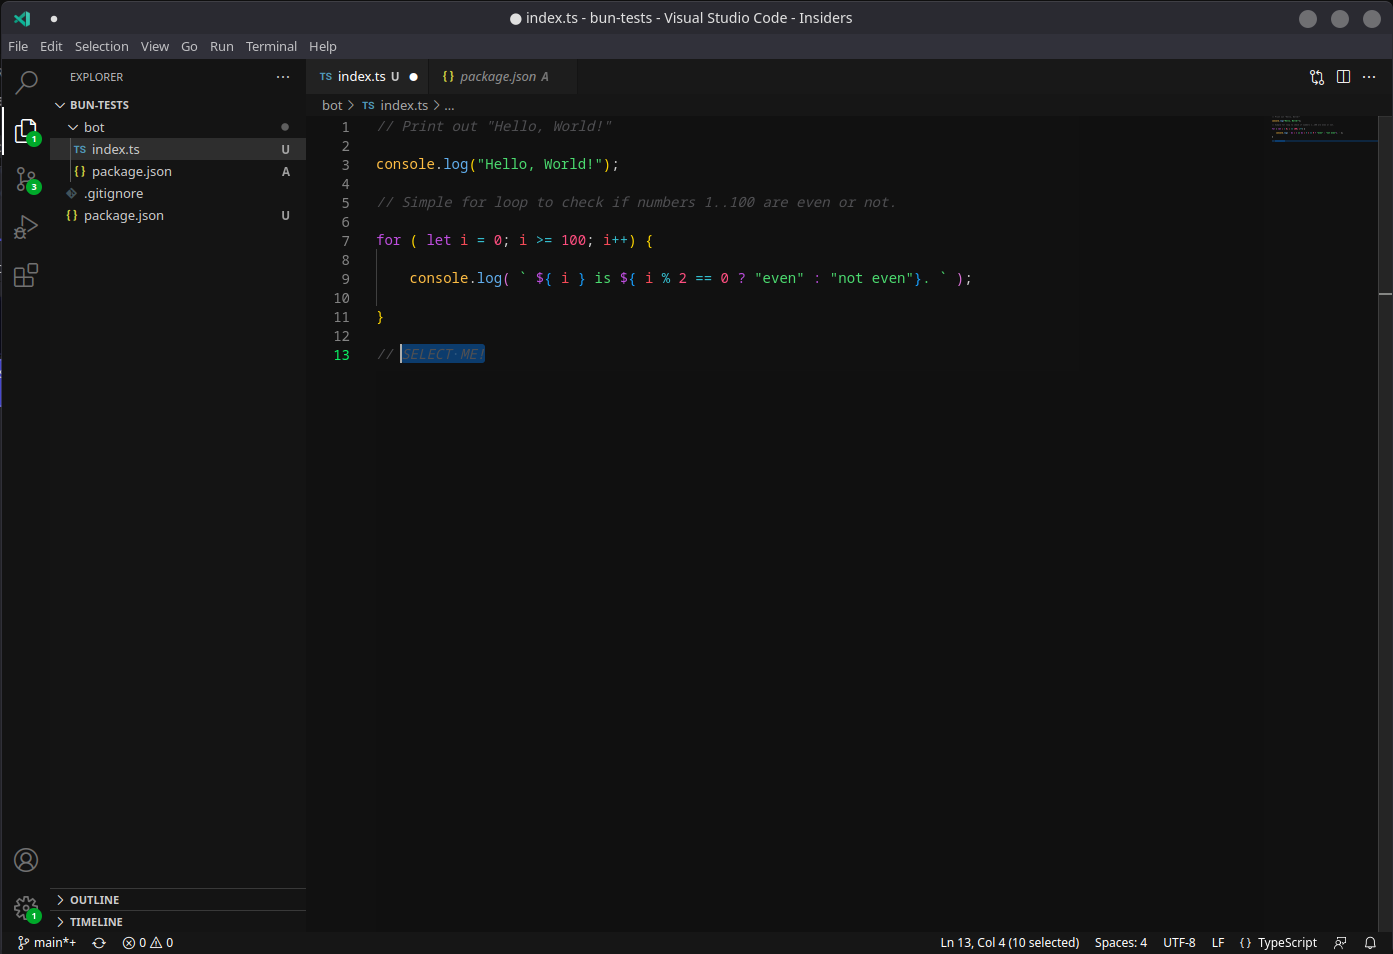 index.ts - bun-tests - Visual Studio Code - Insiders
File Edit Selection View Go Run Terminal Help
EXPLORER
TS index.ts U
{} package.json A
BUN-TESTS
bot > TS index.ts > ...
bot
TS index.ts U
{} package.json A
.gitignore
{} package.json U
1
3
1
1 // Print out "Hello, World!"
2
3 console.log("Hello, World!");
4
5 // Simple for loop to check if numbers 1..100 are even or not.
6
7 for ( let i = 0; i >= 100; i++) {
8
9 console.log( ` ${ i } is ${ i % 2 == 0 ? "even" : "not even"}. ` );
10
11 }
12
13 // SELECT·ME!
OUTLINE
TIMELINE
main*+ 0 0 Ln 13, Col 4 (10 selected) Spaces: 4 UTF-8 LF {} TypeScript